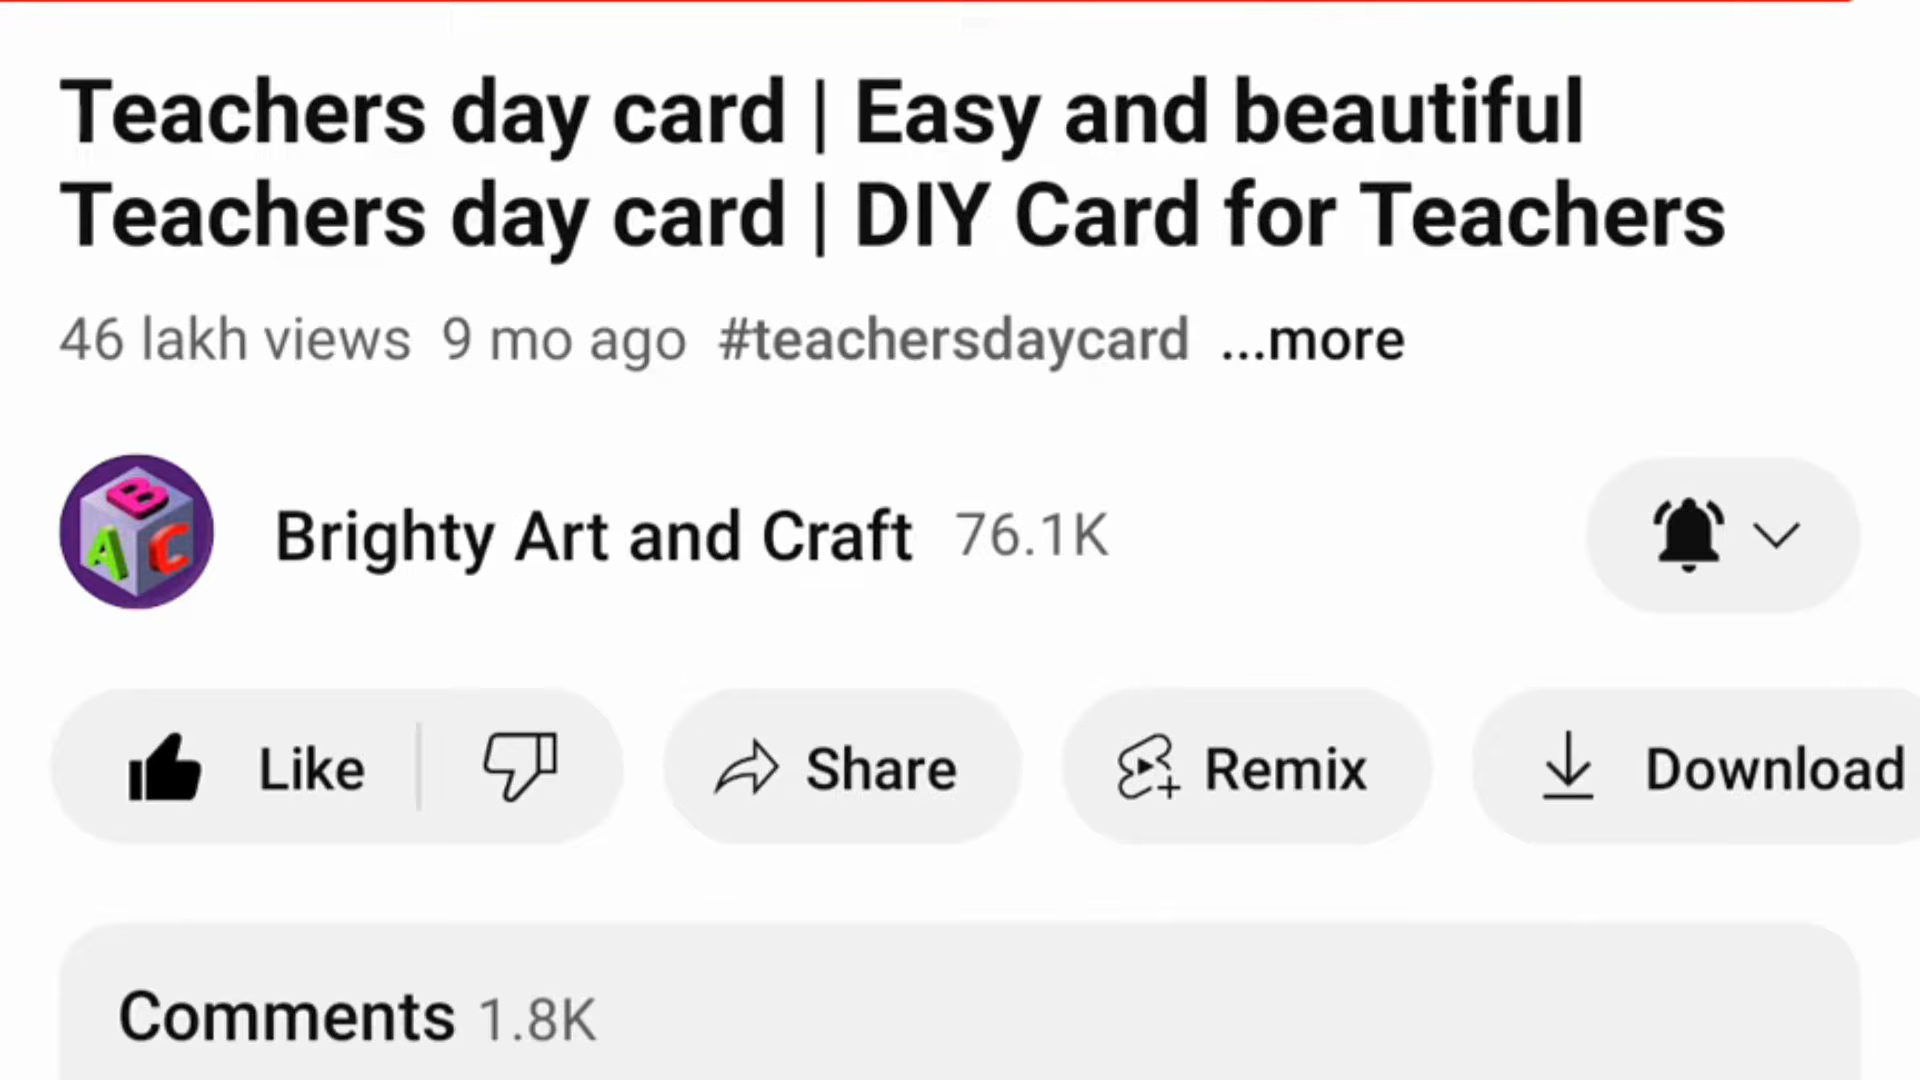 Teachers day card | Easy and beautiful
Teachers day card | DIY Card for Teachers
46 lakh views 9 mo ago #teachersdaycard ...more
B
A C
Brighty Art and Craft 76.1K
Like Share Remix Download
Comments 1.8K